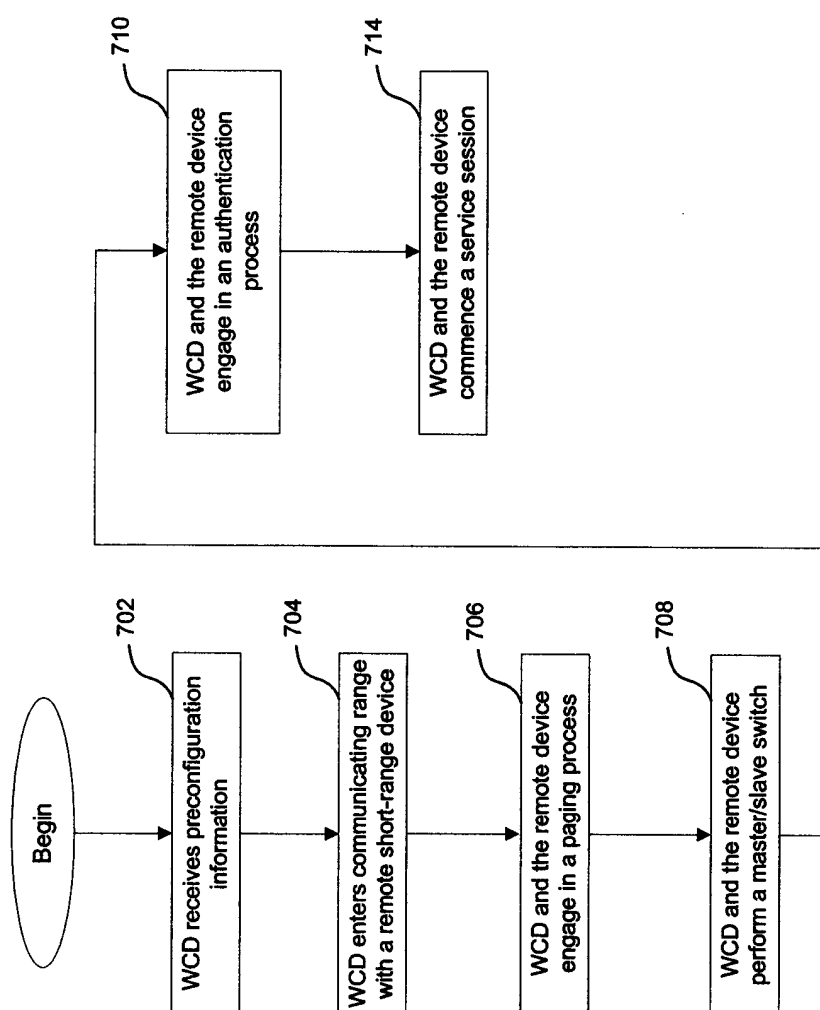 Begin
702
WCD receives preconfiguration
information
704
WCD enters communicating range
with a remote short-range device
706
WCD and the remote device
engage in a paging process
708
WCD and the remote device
perform a master/slave switch
710
WCD and the remote device
engage in an authentication
process
714
WCD and the remote device
commence a service session